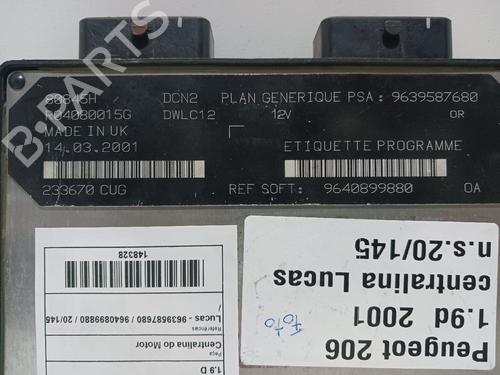 80846H DCN2 PLAN GENERIQUE PSA : 9639587680
R04080015G DWLC12 12V OR
MADE IN UK
14.03.2001 ETIQUETTE PROGRAMME
233670 CUG REF SOFT: 9640899880 0A
148328
/
Lucas - 9639587680 / 9640899880 / 20/145
Referências
Centralina do Motor
Peça
1.9 D
Peugeot 206
1.9d 2001
centralina Lucas
n.s.20/145
Foto
B-PARTS